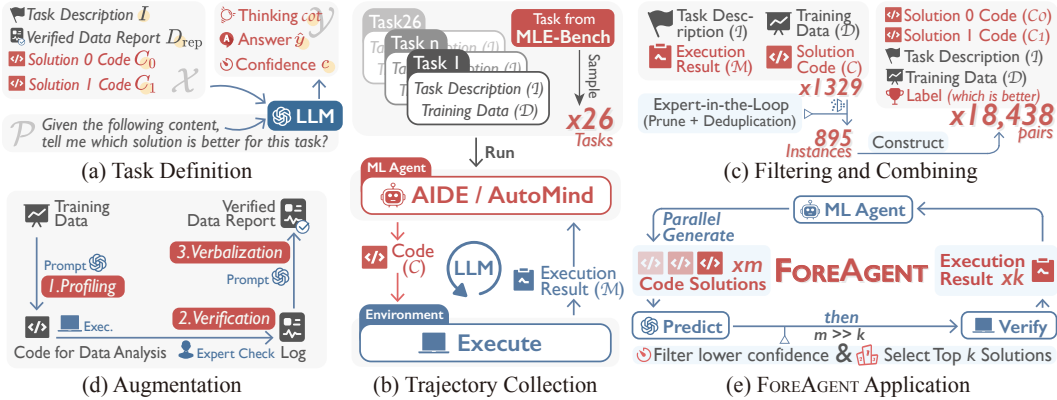 Task Description I
Verified Data Report D_rep
Solution 0 Code C_0
Solution 1 Code C_1
X
Thinking cot
Answer ŷ
Confidence c
Y
P
Given the following content,
tell me which solution is better for this task?
LLM
(a) Task Definition
Training
Data
Verified
Data Report
3.Verbalization
Prompt
Prompt
1.Profiling
2.Verification
Exec.
Code for Data Analysis
Expert Check
Log
(d) Augmentation
Task26
Task n
Task 1
Task Description (I)
Training Data (D)
Task from
MLE-Bench
Sample
x26
Tasks
Run
ML Agent
AIDE / AutoMind
Code
(C)
LLM
Execution
Result (M)
Environment
Execute
(b) Trajectory Collection
Task Desc-
ription (I)
Training
Data (D)
Execution
Result (M)
Solution
Code (C)
x1329
Expert-in-the-Loop
(Prune + Deduplication)
895
Instances
Construct
Solution 0 Code (C0)
Solution 1 Code (C1)
Task Description (I)
Training Data (D)
Label (which is better)
x18,438
pairs
(c) Filtering and Combining
ML Agent
Parallel
Generate
xm
Code Solutions
FOREAGENT
Execution
Result xk
Predict
then
m >> k
Verify
Filter lower confidence & Select Top k Solutions
(e) FOREAGENT Application